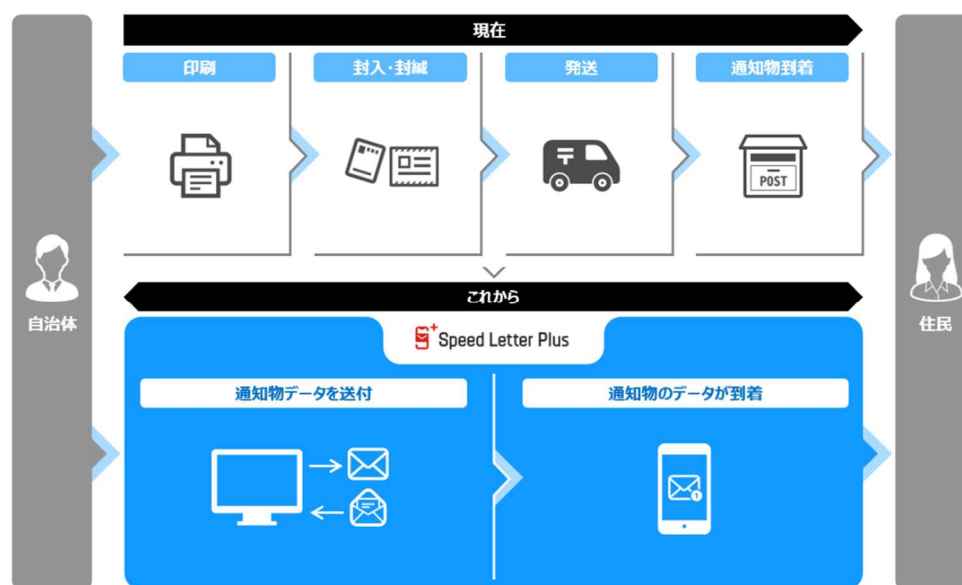 現在
印刷
封入・封緘
発送
通知物到着
POST
自治体
住民
これから
Speed Letter Plus
通知物データを送付
通知物のデータが到着
1